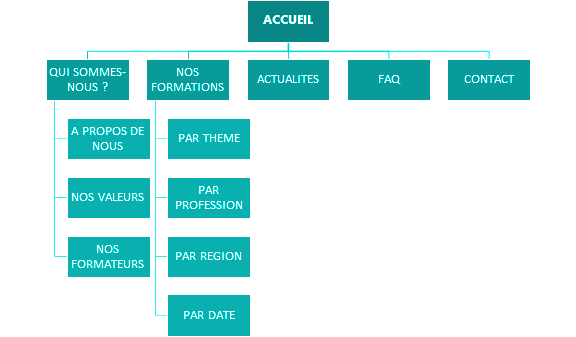 ACCUEIL
QUI SOMMES-
NOUS ?
NOS
FORMATIONS
ACTUALITES
FAQ
CONTACT
A PROPOS DE
NOUS
NOS VALEURS
NOS
FORMATEURS
PAR THEME
PAR
PROFESSION
PAR REGION
PAR DATE